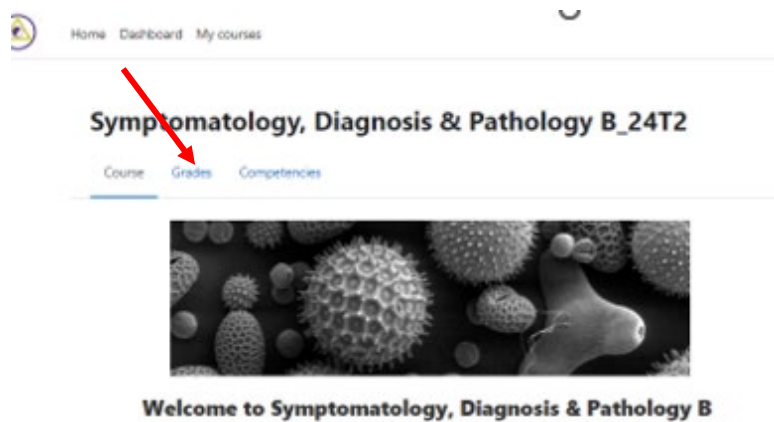 Home Dashboard My courses
Symptomatology, Diagnosis & Pathology B_24T2
Course Grades Competencies
Welcome to Symptomatology, Diagnosis & Pathology B